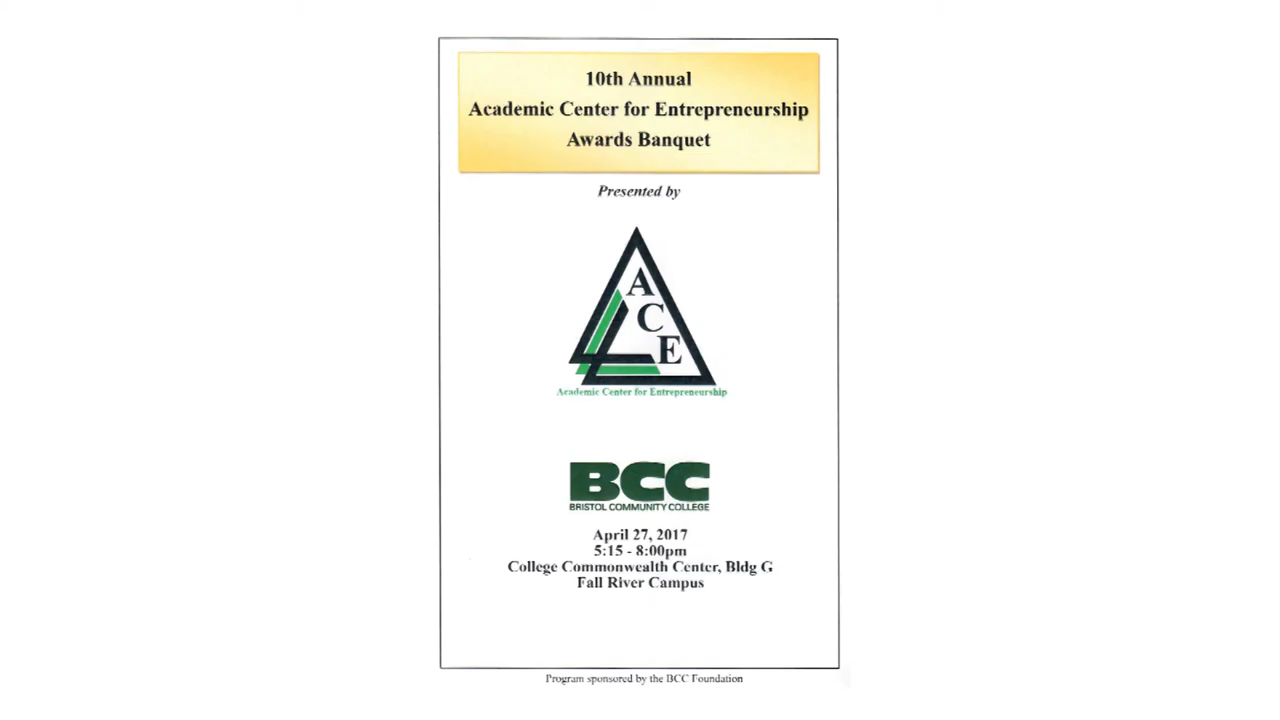 10th Annual
Academic Center for Entrepreneurship
Awards Banquet
Presented by
A
C
E
Academic Center for Entrepreneurship
BCC
BRISTOL COMMUNITY COLLEGE
April 27, 2017
5:15 - 8:00pm
College Commonwealth Center, Bldg G
Fall River Campus
Program sponsored by the BCC Foundation